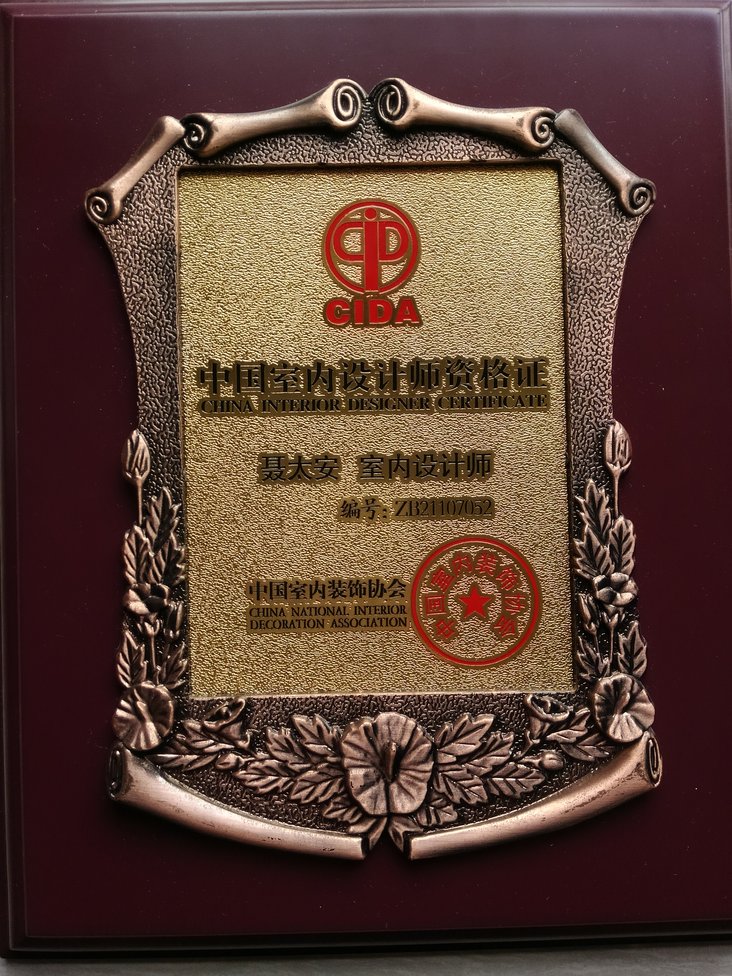 CID
CIDA
中国室内设计师资格证
CHINA INTERIOR DESIGNER CERTIFICATE
聂太安 室内设计师
编号：ZB21107052
中国室内装饰协会
CHINA NATIONAL INTERIOR
DECORATION ASSOCIATION
中国室内装饰协会